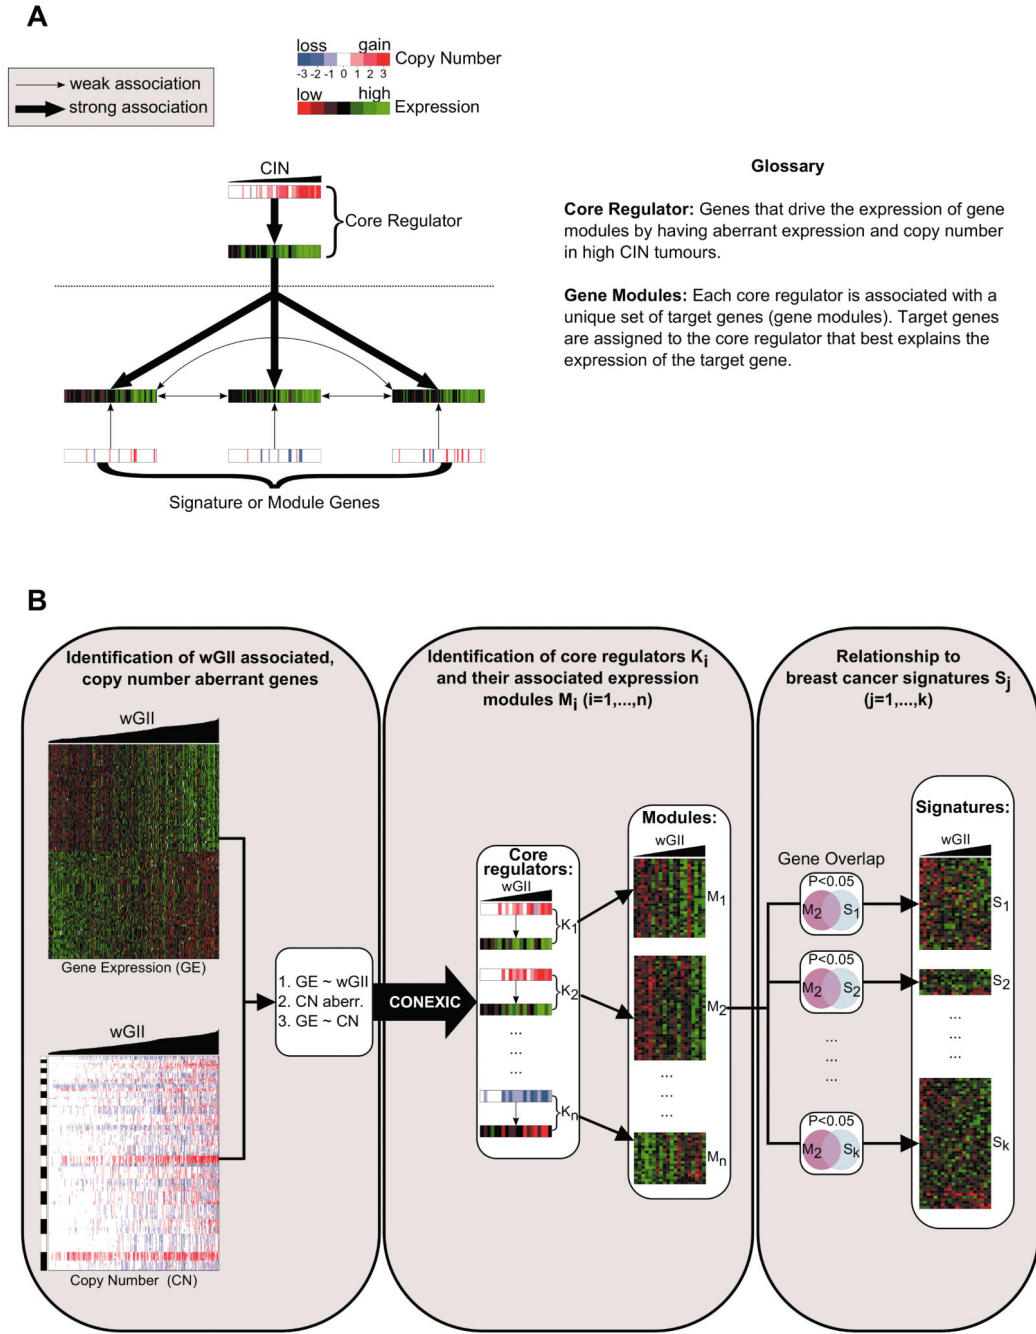 A
loss gain
Copy Number
-3 -2 -1 0 1 2 3
low high
Expression
weak association
strong association
CIN
Core Regulator
Signature or Module Genes
Glossary
Core Regulator: Genes that drive the expression of gene
modules by having aberrant expression and copy number
in high CIN tumours.
Gene Modules: Each core regulator is associated with a
unique set of target genes (gene modules). Target genes
are assigned to the core regulator that best explains the
expression of the target gene.
B
Identification of wGII associated,
copy number aberrant genes
wGII
Gene Expression (GE)
wGII
Copy Number (CN)
1. GE ~ wGII
2. CN aberr.
3. GE ~ CN
CONEXIC
Identification of core regulators Ki
and their associated expression
modules Mi (i=1,...,n)
Core
regulators:
wGII
K1
K2
...
...
...
Kn
Modules:
wGII
M1
M2
...
...
...
Mn
Relationship to
breast cancer signatures Sj
(j=1,...,k)
Gene Overlap
P<0.05
M2 S1
P<0.05
M2 S2
...
...
...
P<0.05
M2 Sk
Signatures:
wGII
S1
S2
...
...
...
Sk